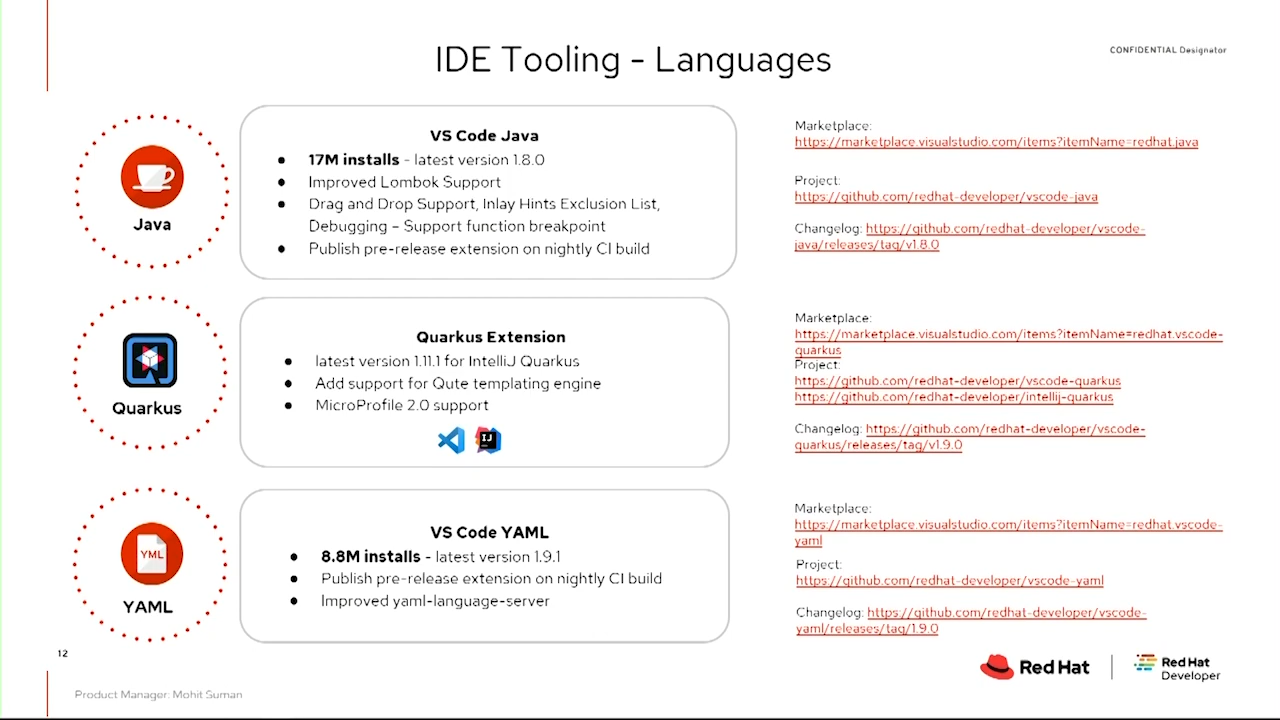 IDE Tooling - Languages
CONFIDENTIAL Designator
Java
VS Code Java
● 17M installs - latest version 1.8.0
● Improved Lombok Support
● Drag and Drop Support, Inlay Hints Exclusion List,
Debugging – Support function breakpoint
● Publish pre-release extension on nightly CI build
Marketplace:
https://marketplace.visualstudio.com/items?itemName=redhat.java
Project:
https://github.com/redhat-developer/vscode-java
Changelog: https://github.com/redhat-developer/vscode-
java/releases/tag/v1.8.0
Quarkus
Quarkus Extension
● latest version 1.11.1 for IntelliJ Quarkus
● Add support for Qute templating engine
● MicroProfile 2.0 support
IJ
Marketplace:
https://marketplace.visualstudio.com/items?itemName=redhat.vscode-
quarkus
Project:
https://github.com/redhat-developer/vscode-quarkus
https://github.com/redhat-developer/intellij-quarkus
Changelog: https://github.com/redhat-developer/vscode-
quarkus/releases/tag/v1.9.0
YML
YAML
VS Code YAML
● 8.8M installs - latest version 1.9.1
● Publish pre-release extension on nightly CI build
● Improved yaml-language-server
Marketplace:
https://marketplace.visualstudio.com/items?itemName=redhat.vscode-
yaml
Project:
https://github.com/redhat-developer/vscode-yaml
Changelog: https://github.com/redhat-developer/vscode-
yaml/releases/tag/1.9.0
12
Product Manager: Mohit Suman
Red Hat
Red Hat
Developer